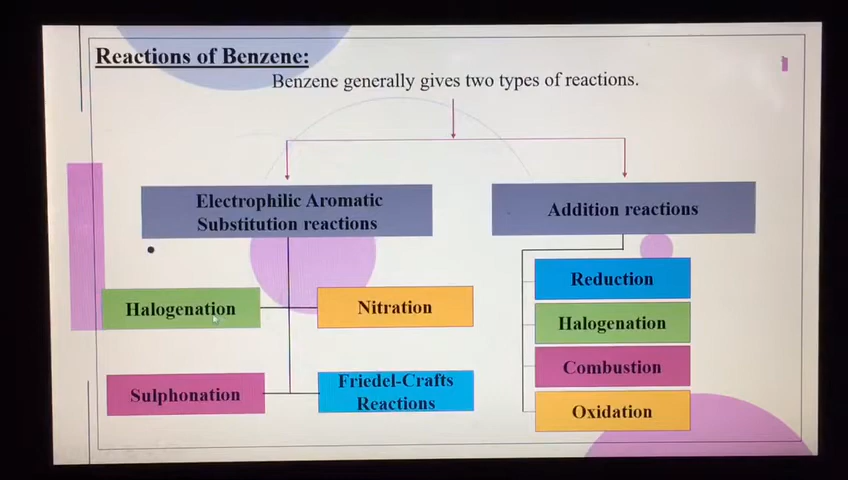 Reactions of Benzene:
Benzene generally gives two types of reactions.
Electrophilic Aromatic
Substitution reactions
Addition reactions
Halogenation
Nitration
Sulphonation
Friedel-Crafts
Reactions
Reduction
Halogenation
Combustion
Oxidation